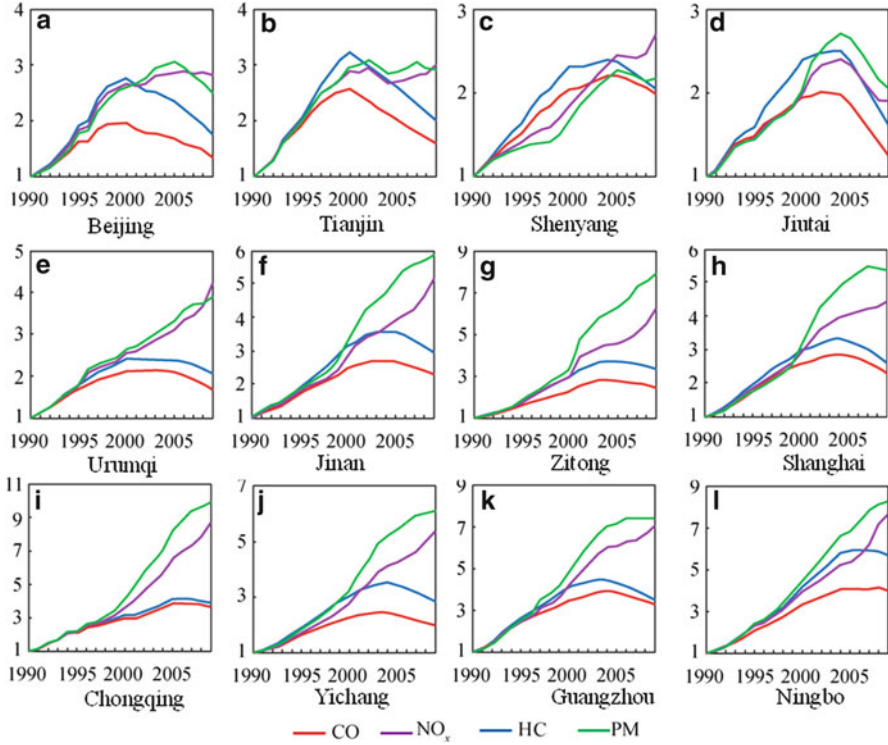 a
4
3
2
1
1990 1995 2000 2005
Beijing
b
4
3
2
1
1990 1995 2000 2005
Tianjin
c
3
2
1
1990 1995 2000 2005
Shenyang
d
3
2
1
1990 1995 2000 2005
Jiutai
e
5
4
3
2
1
1990 1995 2000 2005
Urumqi
f
6
5
4
3
2
1
1990 1995 2000 2005
Jinan
g
9
7
5
3
1
1990 1995 2000 2005
Zitong
h
6
5
4
3
2
1
1990 1995 2000 2005
Shanghai
i
11
9
7
5
3
1
1990 1995 2000 2005
Chongqing
j
7
5
3
1
1990 1995 2000 2005
Yichang
k
9
7
5
3
1
1990 1995 2000 2005
Guangzhou
l
9
7
5
3
1
1990 1995 2000 2005
Ningbo
CO NOx HC PM